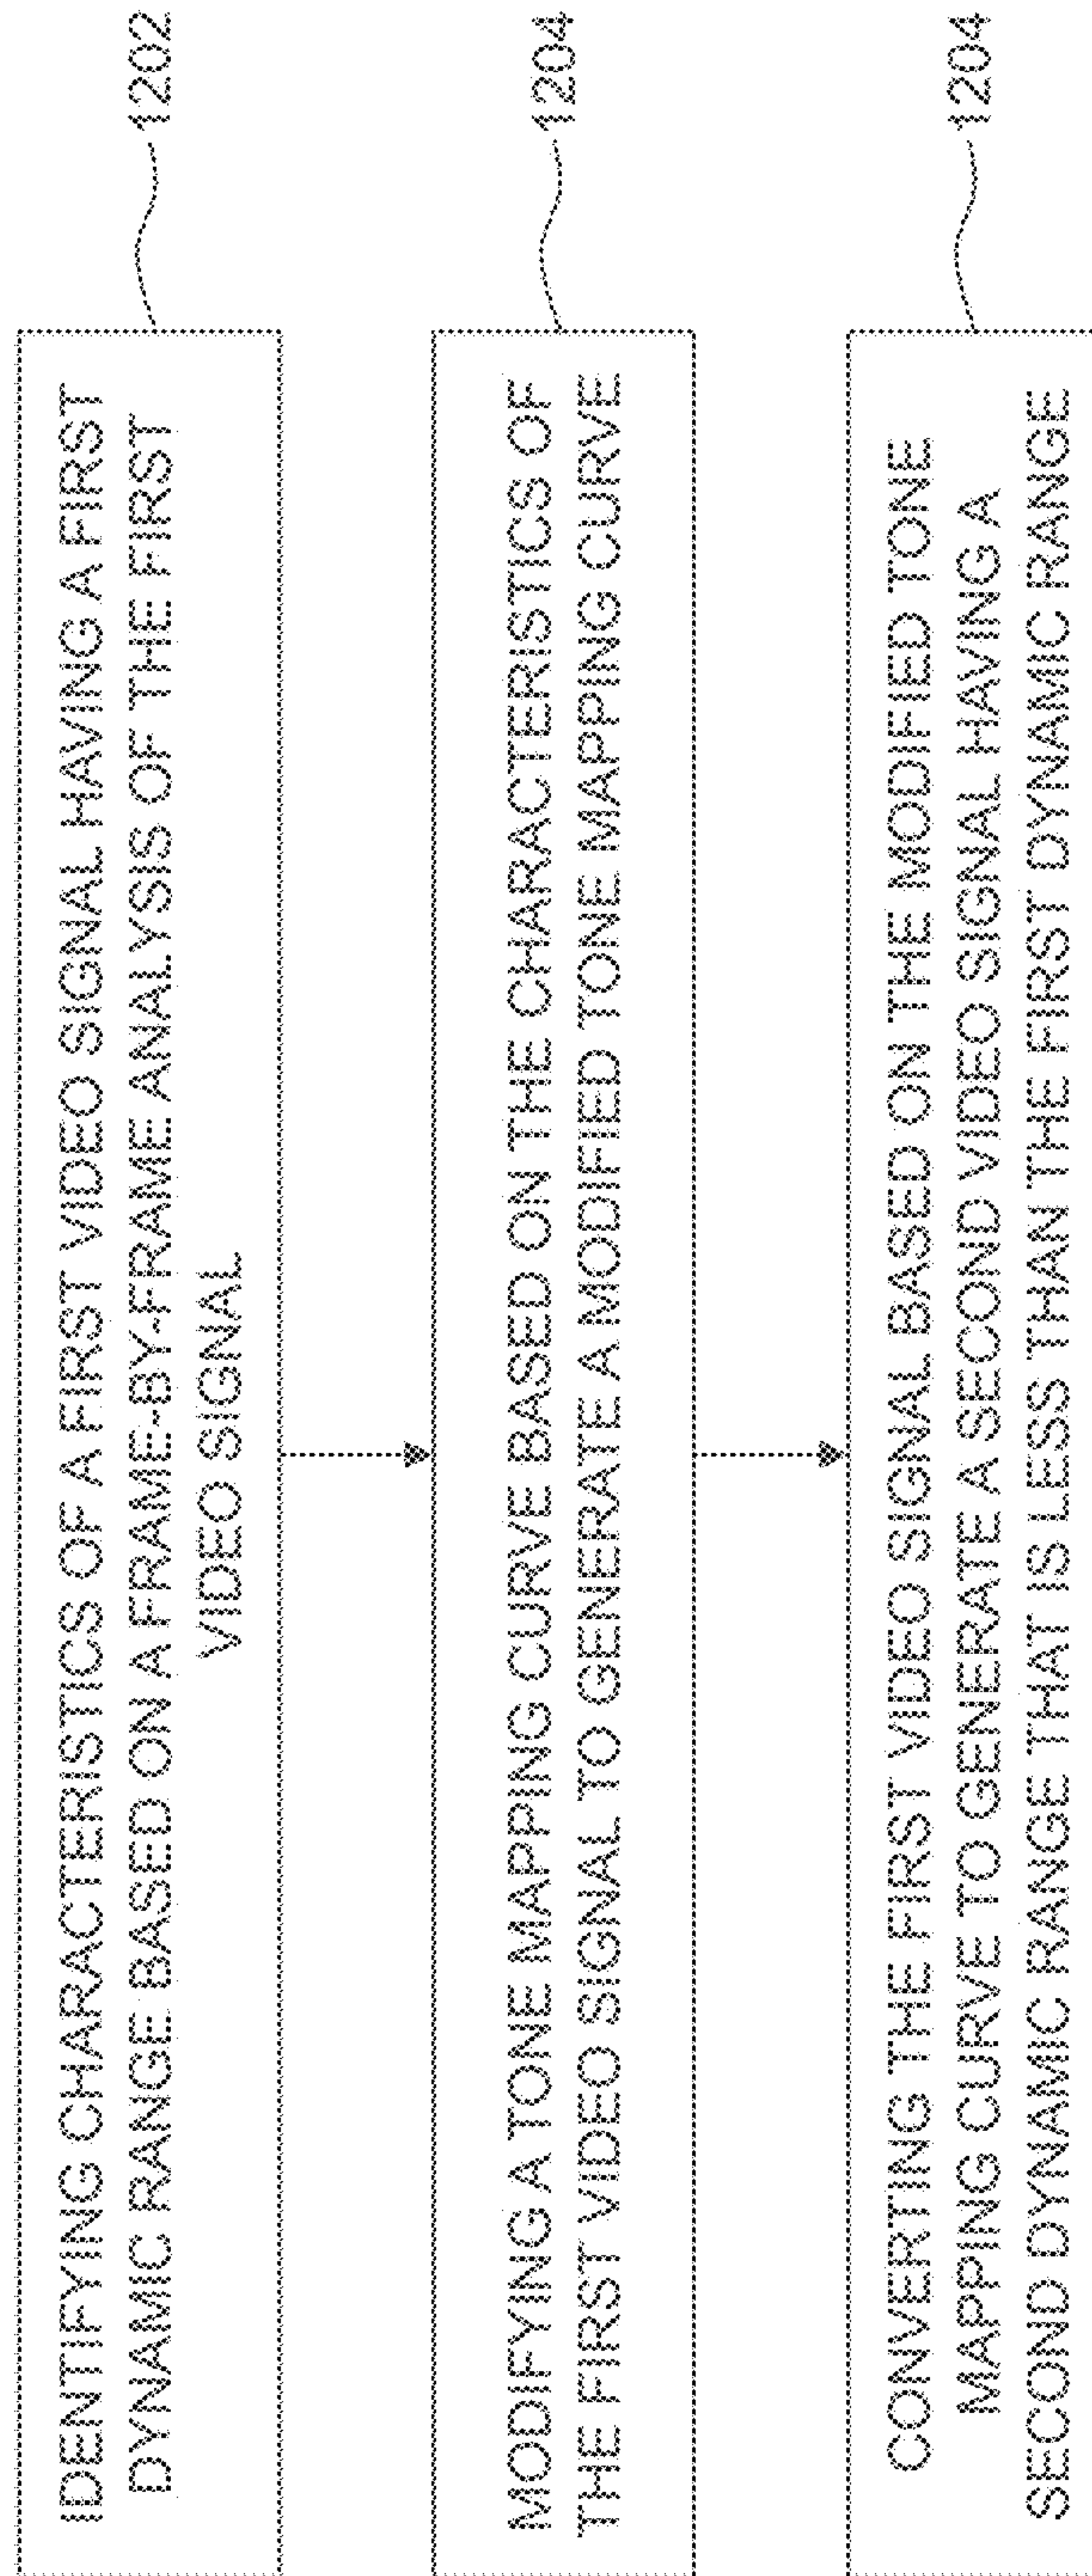 IDENTIFYING CHARACTERISTICS OF A FIRST VIDEO SIGNAL HAVING A FIRST
DYNAMIC RANGE BASED ON A FRAME-BY-FRAME ANALYSIS OF THE FIRST
VIDEO SIGNAL
1202
MODIFYING A TONE MAPPING CURVE BASED ON THE CHARACTERISTICS OF
THE FIRST VIDEO SIGNAL TO GENERATE A MODIFIED TONE MAPPING CURVE
1204
CONVERTING THE FIRST VIDEO SIGNAL BASED ON THE MODIFIED TONE
MAPPING CURVE TO GENERATE A SECOND VIDEO SIGNAL HAVING A
SECOND DYNAMIC RANGE THAT IS LESS THAN THE FIRST DYNAMIC RANGE
1204